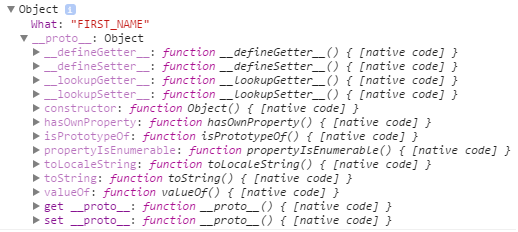 Object i
What: "FIRST_NAME"
__proto__: Object
__defineGetter__: function __defineGetter__() { [native code] }
__defineSetter__: function __defineSetter__() { [native code] }
__lookupGetter__: function __lookupGetter__() { [native code] }
__lookupSetter__: function __lookupSetter__() { [native code] }
constructor: function Object() { [native code] }
hasOwnProperty: function hasOwnProperty() { [native code] }
isPrototypeOf: function isPrototypeOf() { [native code] }
propertyIsEnumerable: function propertyIsEnumerable() { [native code] }
toLocaleString: function toLocaleString() { [native code] }
toString: function toString() { [native code] }
valueOf: function valueOf() { [native code] }
get __proto__: function __proto__() { [native code] }
set __proto__: function __proto__() { [native code] }